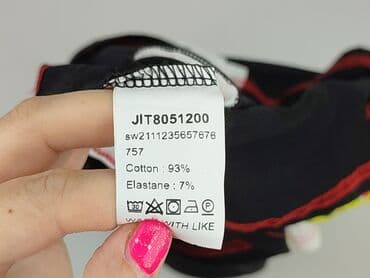 JIT8051200
sw2111235657676
757
Cotton : 93%
Elastane : 7%
WITH LIKE